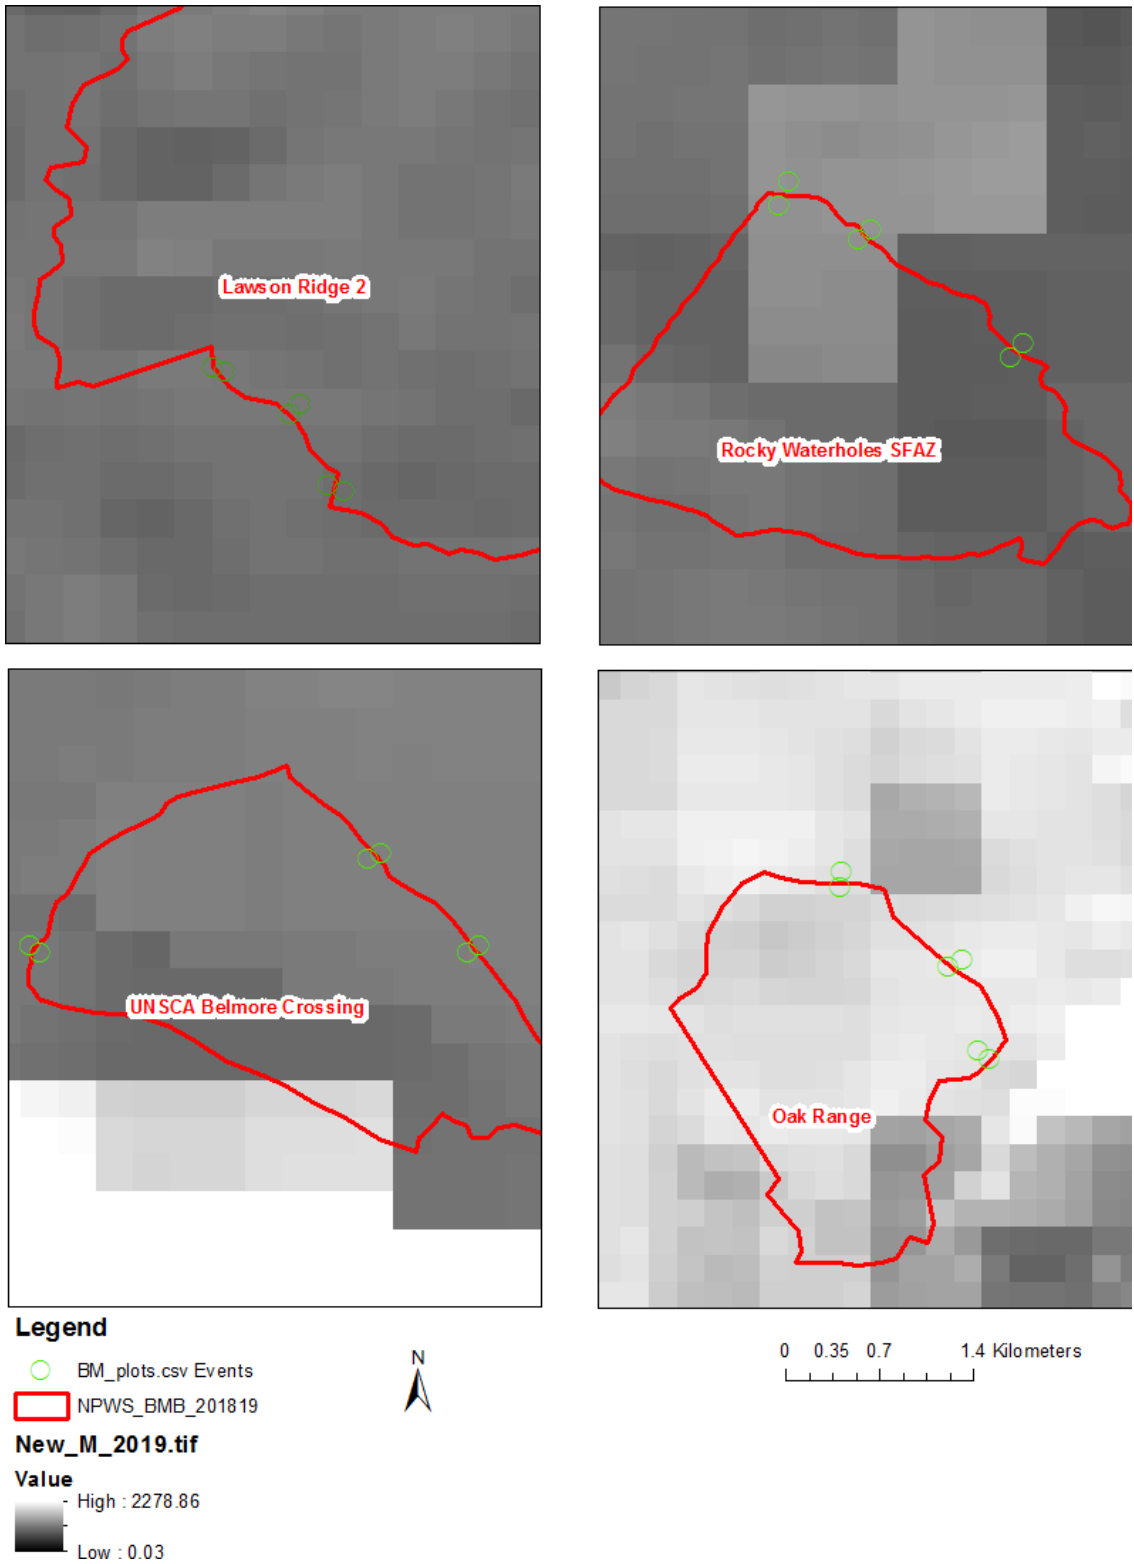 Lawson Ridge 2
Rocky Waterholes SFAZ
UNSCA Belmore Crossing
Oak Range
Legend
BM_plots.csv Events
NPWS_BMB_201819
New_M_2019.tif
Value
High : 2278.86
Low : 0.03
N
0 0.35 0.7 1.4 Kilometers